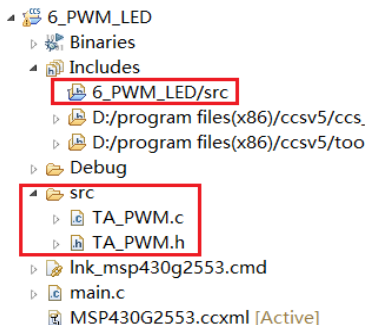 6_PWM_LED
Binaries
Includes
6_PWM_LED/src
D:/program files(x86)/ccsv5/ccs_
D:/program files(x86)/ccsv5/too
Debug
src
TA_PWM.c
TA_PWM.h
lnk_msp430g2553.cmd
main.c
MSP430G2553.ccxml [Active]